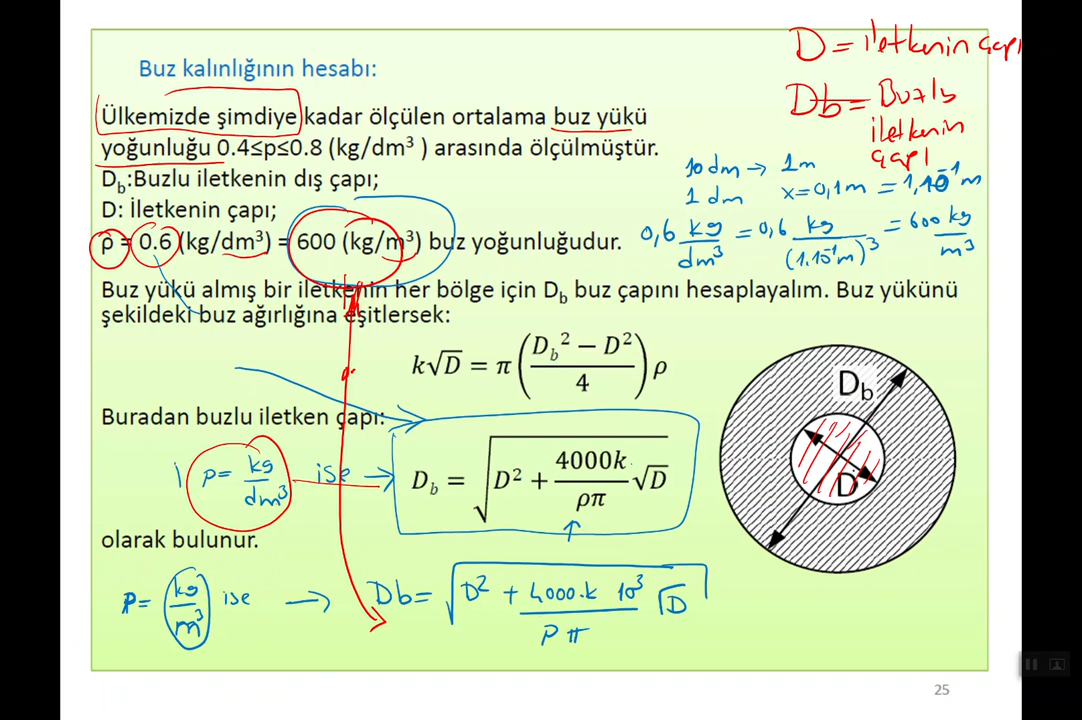 D = iletkenin çapı
Buz kalınlığının hesabı:
Db = Buzlu
iletkenin
çapı
Ülkemizde şimdiye kadar ölçülen ortalama buz yükü
yoğunluğu 0.4≤p≤0.8 (kg/dm³ ) arasında ölçülmüştür.
10 dm → 1m
1 dm x=0,1m = 1,10⁻¹m
D_b:Buzlu iletkenin dış çapı;
D: İletkenin çapı;
ρ = 0.6 (kg/dm³) = 600 (kg/m³) buz yoğunluğudur.
0,6 kg/dm³ = 0,6 kg/(1.10⁻¹m)³ = 600 kg/m³
Buz yükü almış bir iletkenin her bölge için D_b buz çapını hesaplayalım. Buz yükünü
şekildeki buz ağırlığına eşitlersek:
k√D = π((D_b² − D²)/4)ρ
D_b
D
Buradan buzlu iletken çapı:
ρ = kg/dm³ ise → D_b = √(D² + (4000k/ρπ)√D)
olarak bulunur.
ρ = kg/m³ ise → Db = √(D² + (4000.k 10³/ρπ)√D)
25